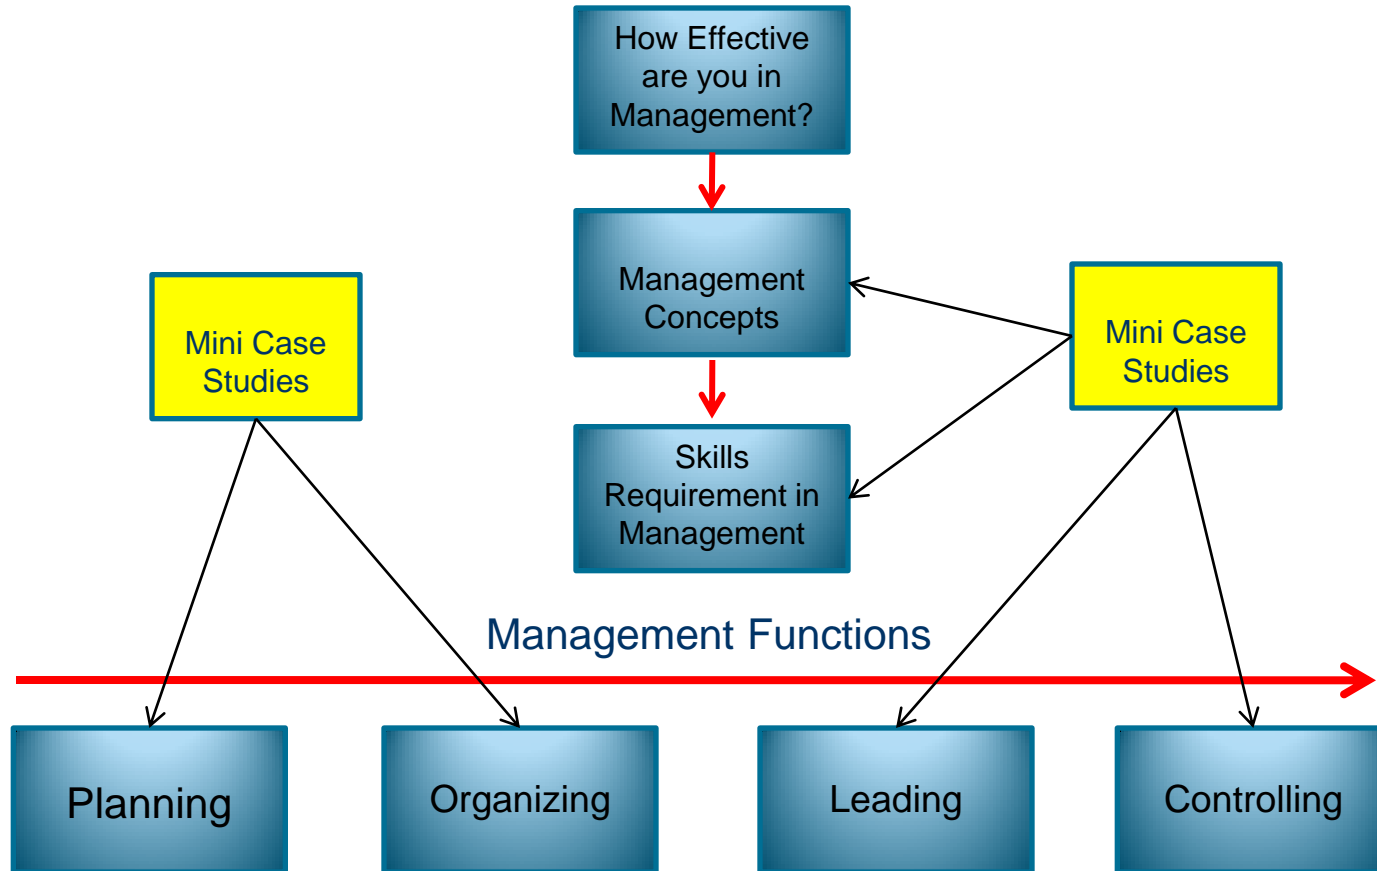 How Effective
are you in
Management?
Management
Concepts
Mini Case
Studies
Mini Case
Studies
Skills
Requirement in
Management
Management Functions
Planning
Organizing
Leading
Controlling